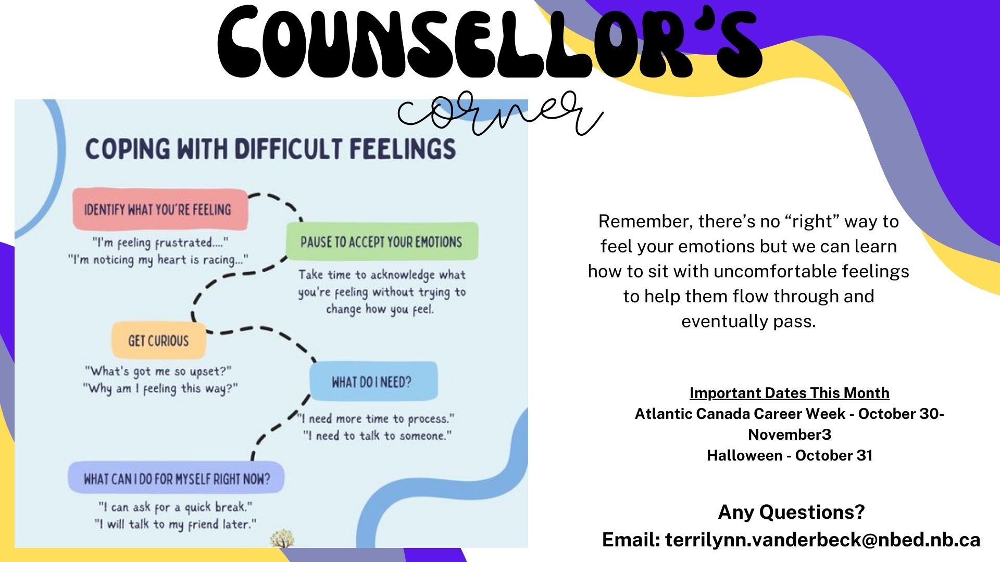 COUNSELLOR'S
corner
COPING WITH DIFFICULT FEELINGS
IDENTIFY WHAT YOU'RE FEELING
"I'm feeling frustrated...."
"I'm noticing my heart is racing..."
PAUSE TO ACCEPT YOUR EMOTIONS
Take time to acknowledge what
you're feeling without trying to
change how you feel.
GET CURIOUS
"What's got me so upset?"
"Why am I feeling this way?"
WHAT DO I NEED?
"I need more time to process."
"I need to talk to someone."
WHAT CAN I DO FOR MYSELF RIGHT NOW?
"I can ask for a quick break."
"I will talk to my friend later."
Remember, there’s no “right” way to
feel your emotions but we can learn
how to sit with uncomfortable feelings
to help them flow through and
eventually pass.
Important Dates This Month
Atlantic Canada Career Week - October 30-
November3
Halloween - October 31
Any Questions?
Email: terrilynn.vanderbeck@nbed.nb.ca